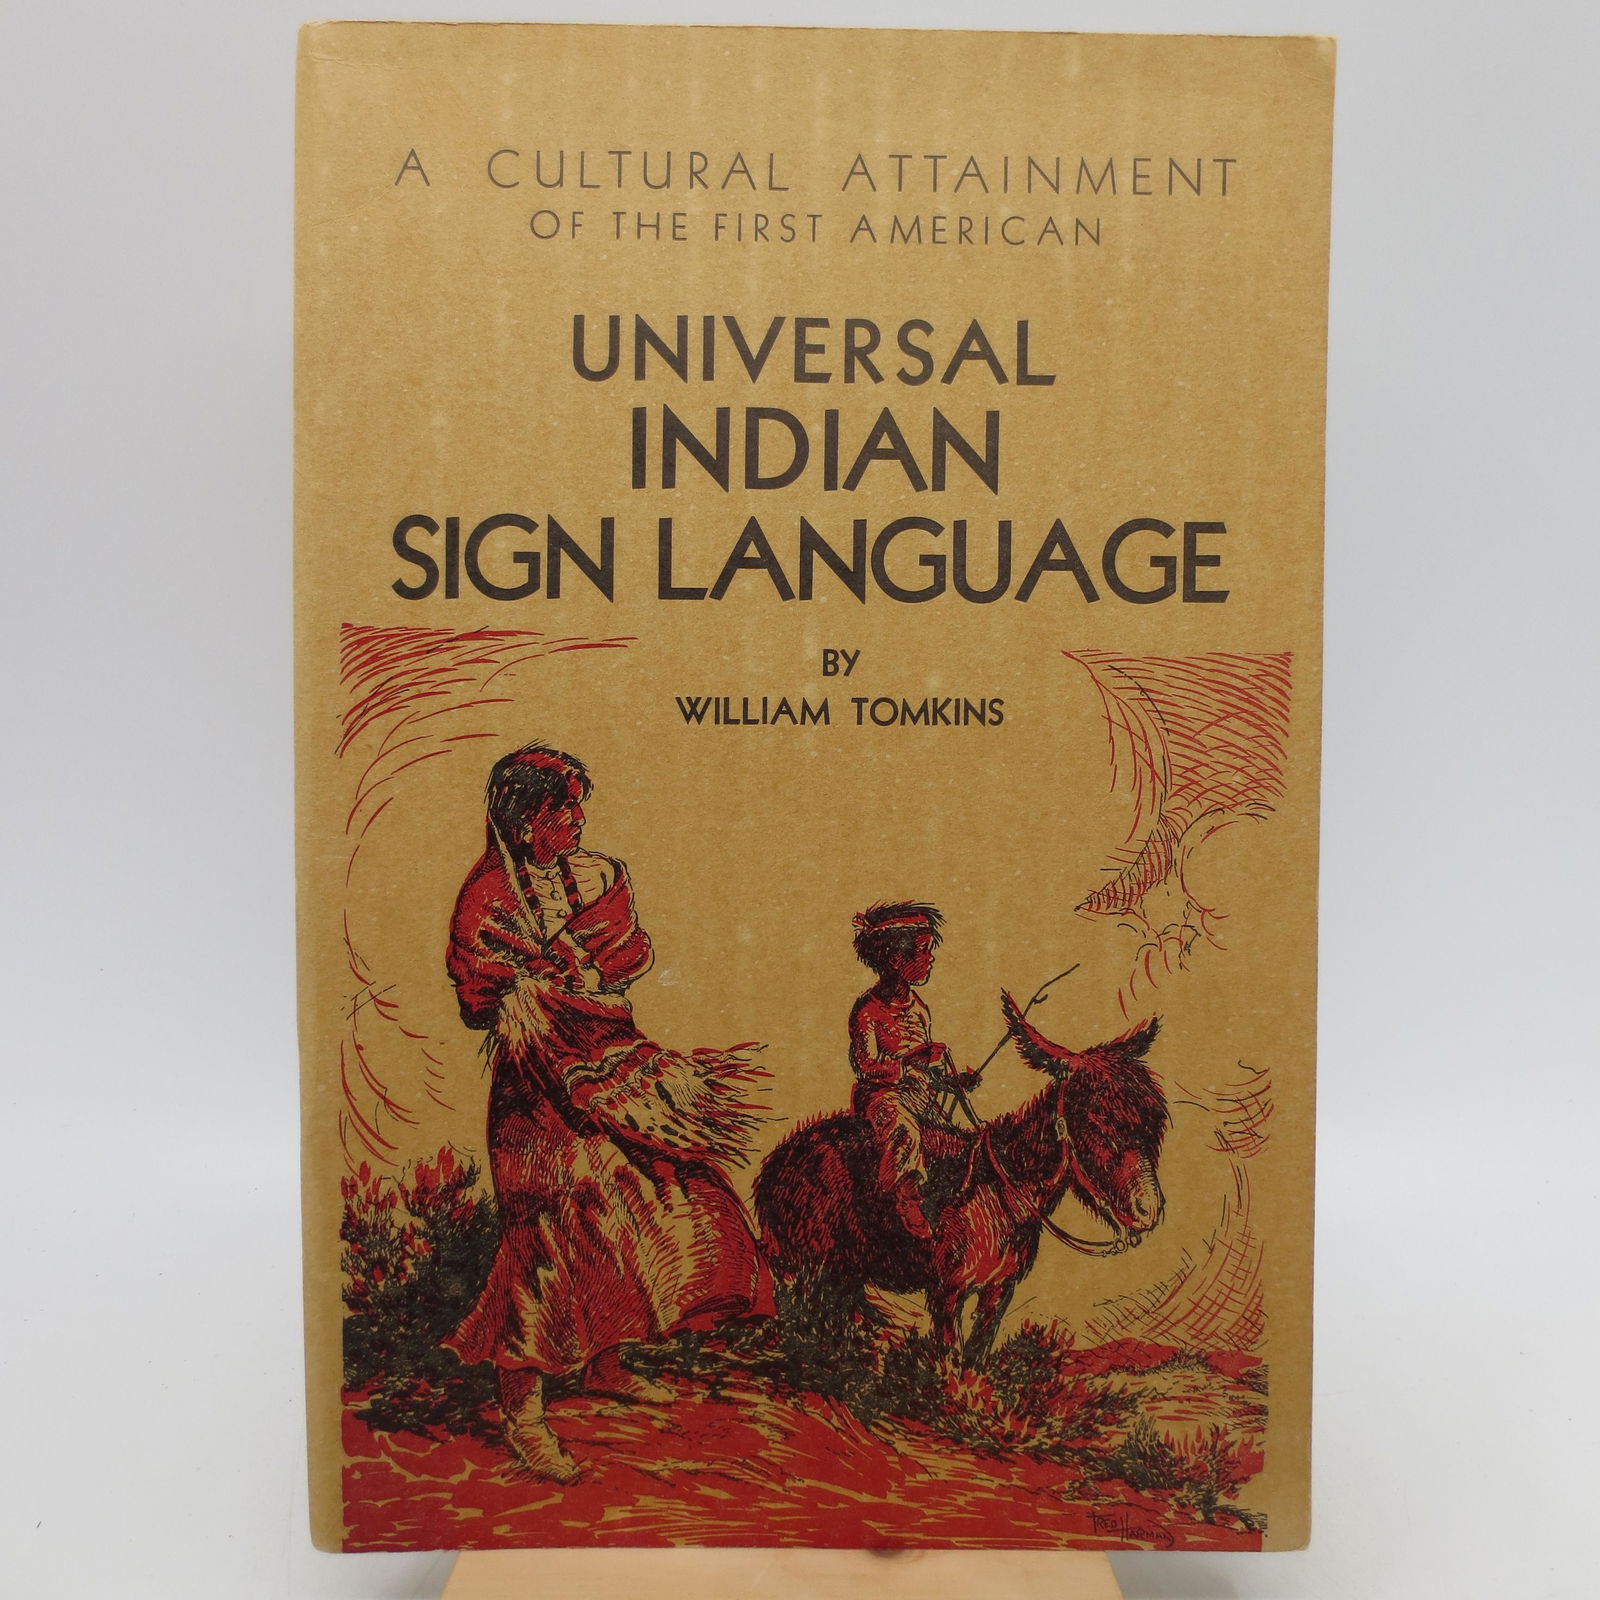 A CULTURAL ATTAINMENT
OF THE FIRST AMERICAN
UNIVERSAL
INDIAN
SIGN LANGUAGE
BY
WILLIAM TOMKINS
FRED HARMAN